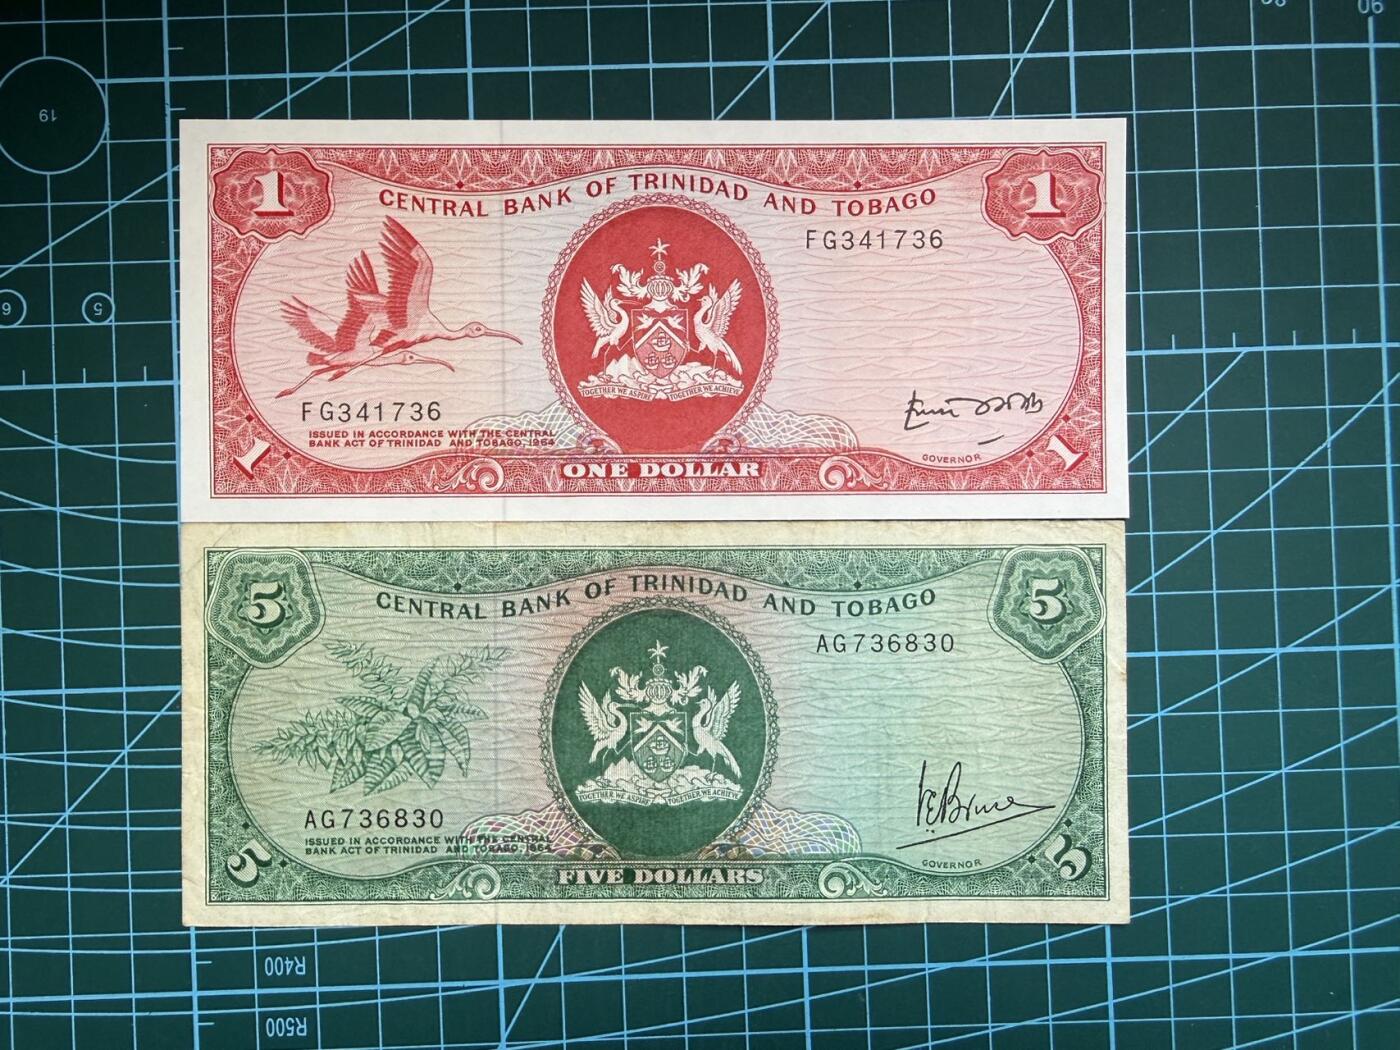 90
19
6
5
1
CENTRAL BANK OF TRINIDAD AND TOBAGO
1
FG341736
TOGETHER WE ASPIRE TOGETHER WE ACHIEVE
FG341736
ISSUED IN ACCORDANCE WITH THE CENTRAL
BANK ACT OF TRINIDAD AND TOBAGO, 1964
GOVERNOR
1
ONE DOLLAR
1
5
CENTRAL BANK OF TRINIDAD AND TOBAGO
5
AG736830
TOGETHER WE ASPIRE TOGETHER WE ACHIEVE
AG736830
ISSUED IN ACCORDANCE WITH THE CENTRAL
BANK ACT OF TRINIDAD AND TOBAGO, 1964
VEBruce
GOVERNOR
5
FIVE DOLLARS
5
R400
R500